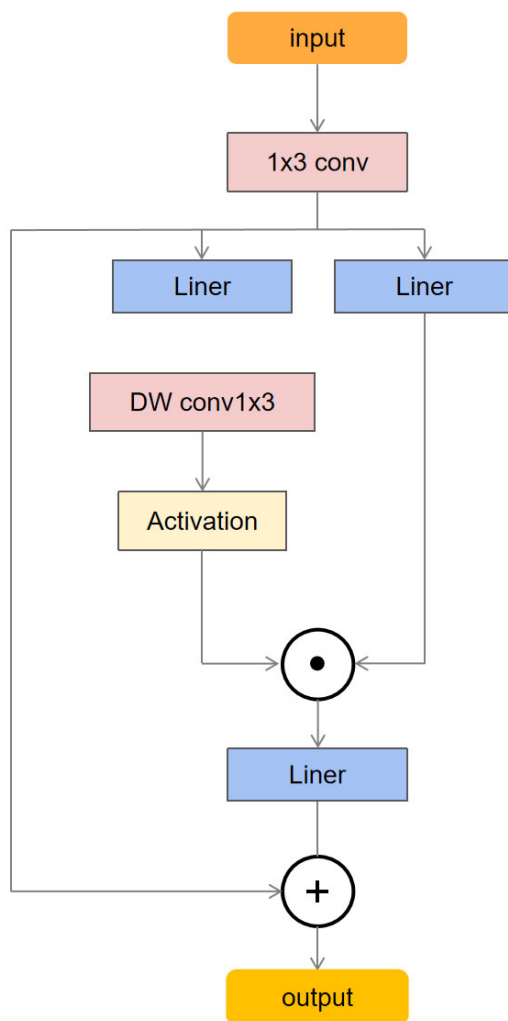 input
1x3 conv
Liner
Liner
DW conv1x3
Activation
•
Liner
+
output